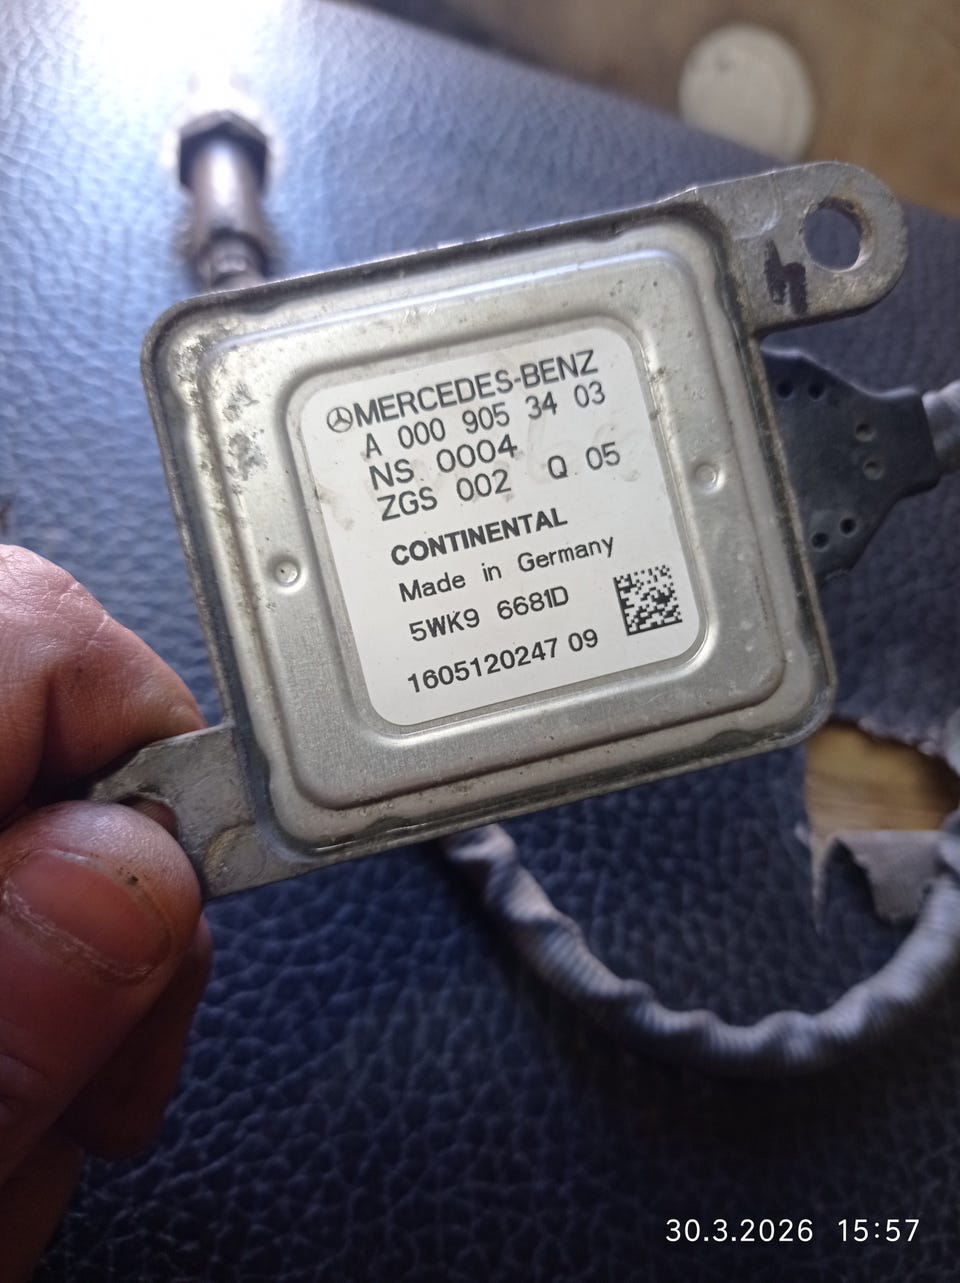 MERCEDES-BENZ
A 000 905 34 03
NS 0004
ZGS 002 Q 05
CONTINENTAL
Made in Germany
5WK9 6681D
1605120247 09
4
30.3.2026 15:57